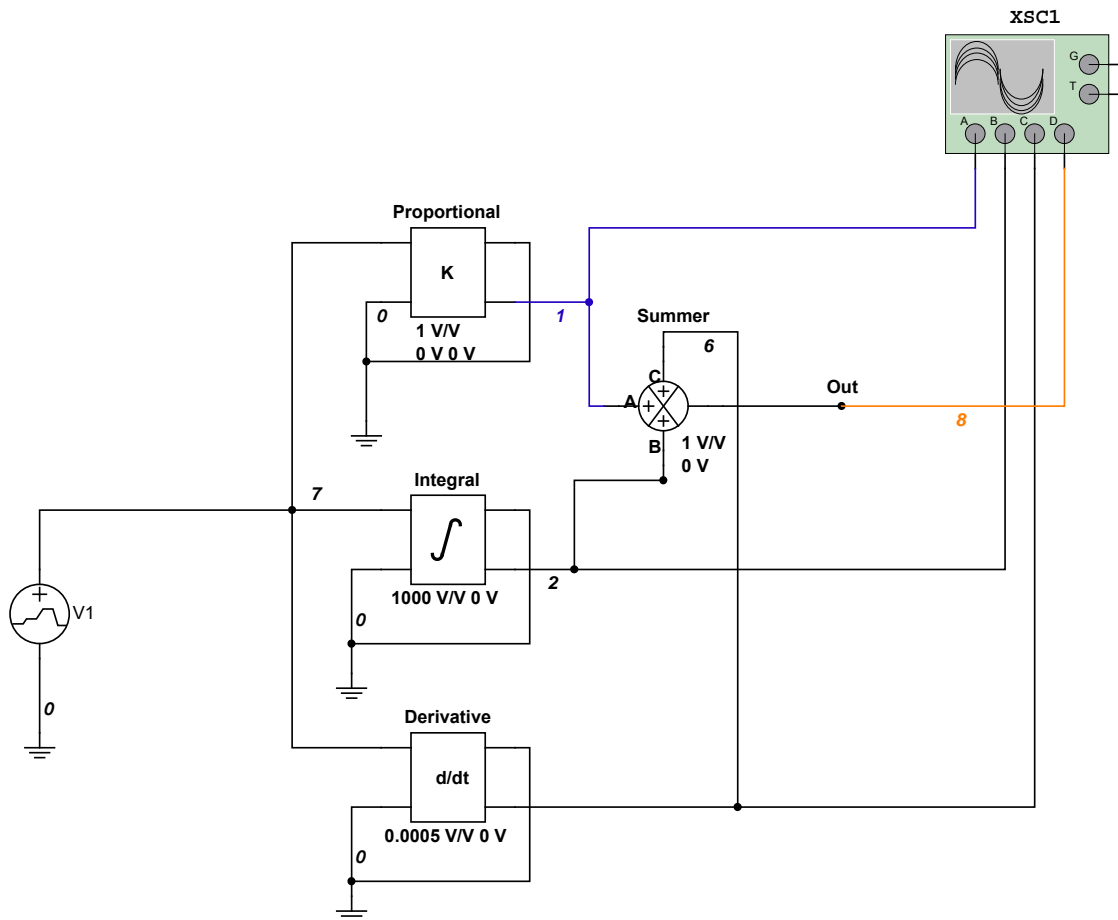 XSC1
G
T
A B C D
Proportional
K
0
1
1 V/V
0 V 0 V
Summer
6
C
A
B
1 V/V
0 V
Out
8
Integral
7
∫
2
1000 V/V 0 V
0
V1
0
Derivative
d/dt
0.0005 V/V 0 V
0